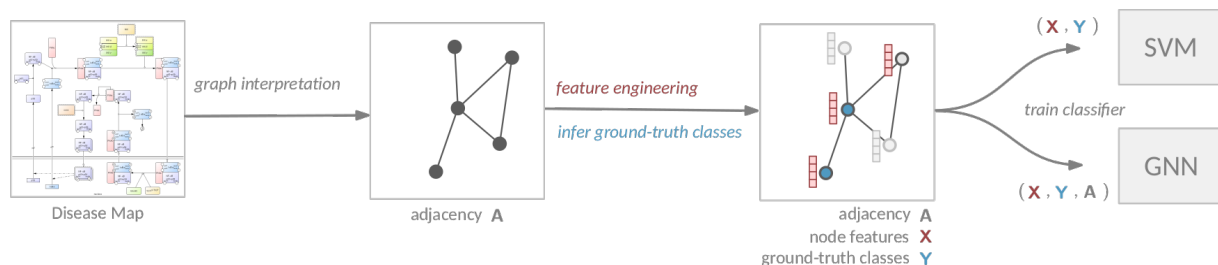 graph interpretation
feature engineering
infer ground-truth classes
( X , Y )
SVM
train classifier
GNN
( X , Y , A )
Disease Map
adjacency A
adjacency A
node features X
ground-truth classes Y